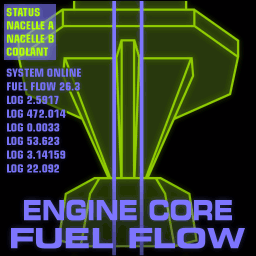 STATUS
NACELLE A
NACELLE B
COOLANT
SYSTEM ONLINE
FUEL FLOW 26.3
LOG 2.5917
LOG 472.014
LOG 0.0033
LOG 53.623
LOG 3.14159
LOG 22.092
ENGINE CORE
FUEL FLOW